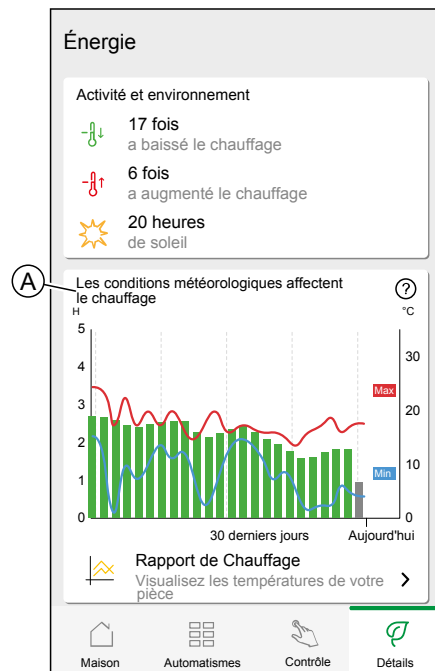 Énergie
Activité et environnement
17 fois
a baissé le chauffage
6 fois
a augmenté le chauffage
20 heures
de soleil
A
Les conditions météorologiques affectent
le chauffage
?
H
°C
5
4
3
2
1
0
30
20
10
0
Max
Min
30 derniers jours
Aujourd'hui
Rapport de Chauffage
Visualisez les températures de votre
pièce
Maison
Automatismes
Contrôle
Détails